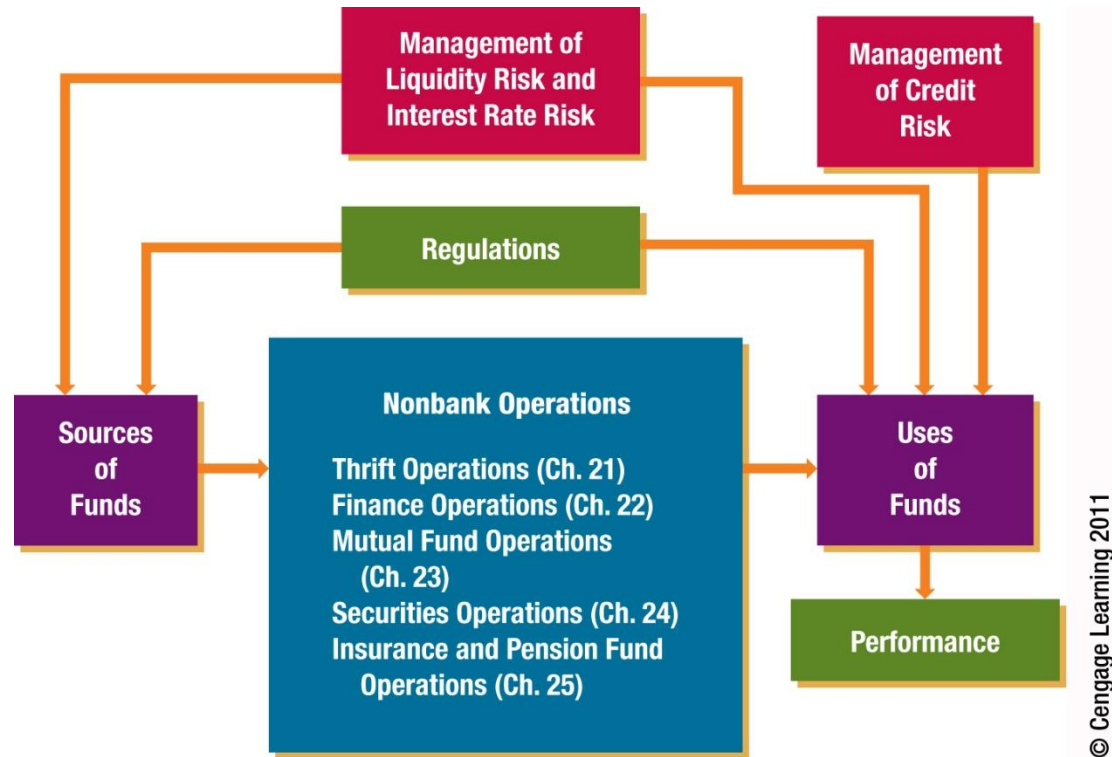 Management of
Liquidity Risk and
Interest Rate Risk
Management
of Credit
Risk
Regulations
Sources
of
Funds
Nonbank Operations
Thrift Operations (Ch. 21)
Finance Operations (Ch. 22)
Mutual Fund Operations
(Ch. 23)
Securities Operations (Ch. 24)
Insurance and Pension Fund
Operations (Ch. 25)
Uses
of
Funds
Performance
© Cengage Learning 2011